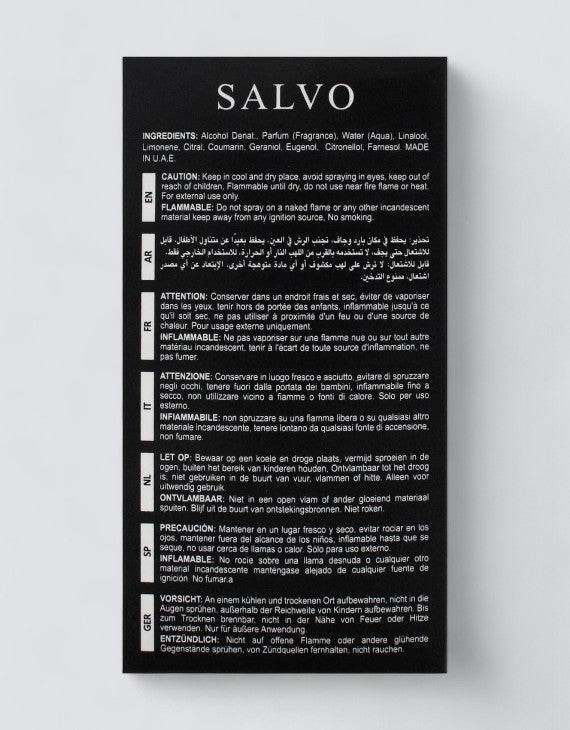 SALVO
INGREDIENTS: Alcohol Denat., Parfum (Fragrance), Water (Aqua), Linalool,
Limonene, Citral, Coumarin, Geraniol, Eugenol, Citronellol, Farnesol. MADE
IN U.A.E.
EN
CAUTION: Keep in cool and dry place, avoid spraying in eyes, keep out of
reach of children, Flammable until dry, do not use near fire flame or heat.
For external use only.
FLAMMABLE: Do not spray on a naked flame or any other incandescent
material keep away from any ignition source, No smoking.
AR
تحذير: يحفظ في مكان بارد وجاف، تجنب الرش في العين. يحفظ بعيدًا عن متناول الأطفال. قابل
للاشتعال حتى يجف، لا تستخدمه بالقرب من اللهب النار أو الحرارة. للاستخدام الخارجي فقط.
قابل للاشتعال: لا ترش على لهب مكشوف أو أي مادة متوهجة أخرى. الإبتعاد عن أي مصدر
اشتعال. ممنوع التدخين.
FR
ATTENTION: Conserver dans un endroit frais et sec, éviter de vaporiser
dans les yeux, tenir hors de portée des enfants, inflammable jusqu'à ce
qu'il soit sec, ne pas utiliser à proximité d'un feu ou d'une source de
chaleur. Pour usage externe uniquement.
INFLAMMABLE: Ne pas vaporiser sur une flamme nue ou sur tout autre
matériau incandescent, tenir à l'écart de toute source d'inflammation, ne
pas fumer.
IT
ATTENZIONE: Conservare in luogo fresco e asciutto, evitare di spruzzare
negli occhi, tenere fuori dalla portata dei bambini, infiammabile fino a
secco, non utilizzare vicino a fiamme o fonti di calore. Solo per uso
esterno.
INFIAMMABILE: non spruzzare su una fiamma libera o su qualsiasi altro
materiale incandescente, tenere lontano da qualsiasi fonte di accensione,
non fumare.
NL
LET OP: Bewaar op een koele en droge plaats, vermijd sproeien in de
ogen, buiten het bereik van kinderen houden, Ontvlambaar tot het droog
is, niet gebruiken in de buurt van vuur, vlammen of hitte. Alleen voor
uitwendig gebruik.
ONTVLAMBAAR: Niet in een open vlam of ander gloeiend materiaal
spuiten. Blijf uit de buurt van ontstekingsbronnen. Niet roken.
SP
PRECAUCIÓN: Mantener en un lugar fresco y seco, evitar rociar en los
ojos, mantener fuera del alcance de los niños, inflamable hasta que se
seque, no usar cerca de llamas o calor. Sólo para uso externo.
INFLAMABLE: No rocie sobre una llama desnuda o cualquier otro
material incandescente manténgase alejado de cualquier fuente de
ignición. No fumar.a
GER
VORSICHT: An einem kühlen und trockenen Ort aufbewahren, nicht in die
Augen sprühen, außerhalb der Reichweite von Kindern aufbewahren. Bis
zum Trocknen brennbar, nicht in der Nähe von Feuer oder Hitze
verwenden. Nur für äußere Anwendung.
ENTZÜNDLICH: Nicht auf offene Flamme oder andere glühende
Gegenstände sprühen, von Zündquellen fernhalten, nicht rauchen.